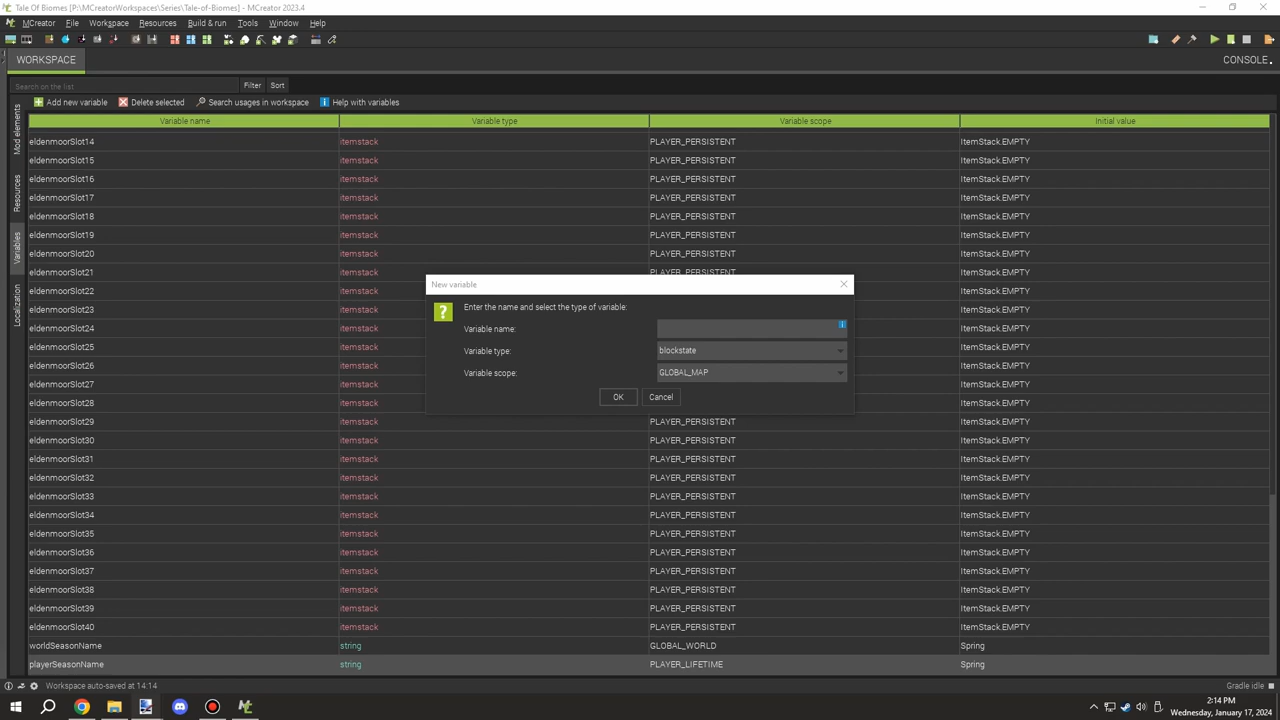 Tale Of Biomes [P:\MCreatorWorkspaces\Series\Tale-of-Biomes] - MCreator 2023.4
MCreator File Workspace Resources Build & run Tools Window Help
WORKSPACE
CONSOLE
Search on the list
Filter
Sort
Add new variable
Delete selected
Search usages in workspace
Help with variables
Mod elements
Resources
Variables
Localization
Variable name Variable type Variable scope Initial value
eldenmoorSlot14 itemstack PLAYER_PERSISTENT ItemStack.EMPTY
eldenmoorSlot15 itemstack PLAYER_PERSISTENT ItemStack.EMPTY
eldenmoorSlot16 itemstack PLAYER_PERSISTENT ItemStack.EMPTY
eldenmoorSlot17 itemstack PLAYER_PERSISTENT ItemStack.EMPTY
eldenmoorSlot18 itemstack PLAYER_PERSISTENT ItemStack.EMPTY
eldenmoorSlot19 itemstack PLAYER_PERSISTENT ItemStack.EMPTY
eldenmoorSlot20 itemstack PLAYER_PERSISTENT ItemStack.EMPTY
eldenmoorSlot21 itemstack PLAYER_PERSISTENT ItemStack.EMPTY
eldenmoorSlot22 itemstack ItemStack.EMPTY
eldenmoorSlot23 itemstack ItemStack.EMPTY
eldenmoorSlot24 itemstack ItemStack.EMPTY
eldenmoorSlot25 itemstack ItemStack.EMPTY
eldenmoorSlot26 itemstack ItemStack.EMPTY
eldenmoorSlot27 itemstack ItemStack.EMPTY
eldenmoorSlot28 itemstack ItemStack.EMPTY
eldenmoorSlot29 itemstack PLAYER_PERSISTENT ItemStack.EMPTY
eldenmoorSlot30 itemstack PLAYER_PERSISTENT ItemStack.EMPTY
eldenmoorSlot31 itemstack PLAYER_PERSISTENT ItemStack.EMPTY
eldenmoorSlot32 itemstack PLAYER_PERSISTENT ItemStack.EMPTY
eldenmoorSlot33 itemstack PLAYER_PERSISTENT ItemStack.EMPTY
eldenmoorSlot34 itemstack PLAYER_PERSISTENT ItemStack.EMPTY
eldenmoorSlot35 itemstack PLAYER_PERSISTENT ItemStack.EMPTY
eldenmoorSlot36 itemstack PLAYER_PERSISTENT ItemStack.EMPTY
eldenmoorSlot37 itemstack PLAYER_PERSISTENT ItemStack.EMPTY
eldenmoorSlot38 itemstack PLAYER_PERSISTENT ItemStack.EMPTY
eldenmoorSlot39 itemstack PLAYER_PERSISTENT ItemStack.EMPTY
eldenmoorSlot40 itemstack PLAYER_PERSISTENT ItemStack.EMPTY
worldSeasonName string GLOBAL_WORLD Spring
playerSeasonName string PLAYER_LIFETIME Spring
New variable
Enter the name and select the type of variable:
Variable name:
Variable type: blockstate
Variable scope: GLOBAL_MAP
OK Cancel
Workspace auto-saved at 14:14
Gradle idle
2:14 PM
Wednesday, January 17, 2024